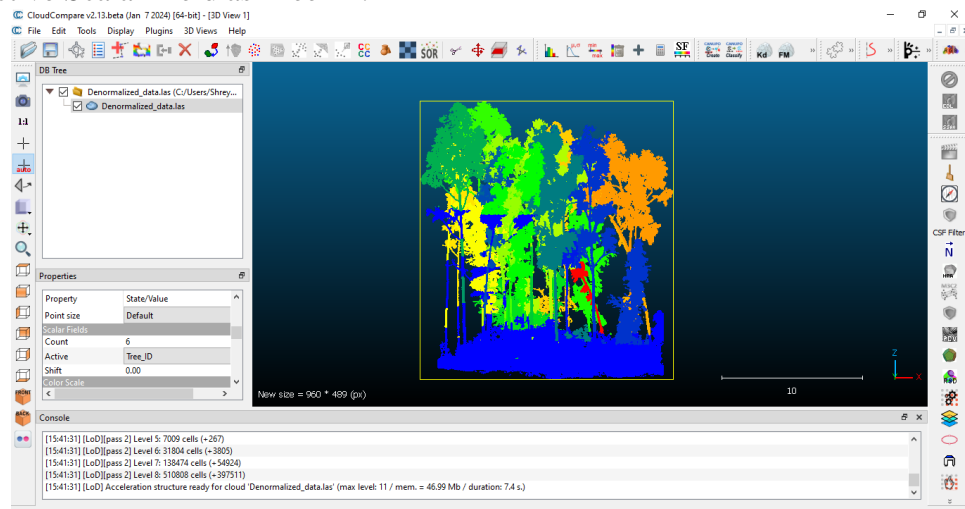 CloudCompare v2.13.beta (Jan 7 2024) [64-bit] - [3D View 1]
File Edit Tools Display Plugins 3D Views Help
SOR
SF
Kd
FM
DB Tree
Denormalized_data.las (C:/Users/Shrey...
Denormalized_data.las
1:1
auto
CSF Filter
N
Properties
Property State/Value
Point size Default
Scalar Fields
Count 6
Active Tree_ID
Shift 0.00
Color Scale
FRONT
BACK
New size = 960 * 489 (px)
10
Z
X
Console
[15:41:31] [LoD][pass 2] Level 5: 7009 cells (+267)
[15:41:31] [LoD][pass 2] Level 6: 31804 cells (+3805)
[15:41:31] [LoD][pass 2] Level 7: 138474 cells (+54924)
[15:41:31] [LoD][pass 2] Level 8: 510808 cells (+397511)
[15:41:31] [LoD] Acceleration structure ready for cloud 'Denormalized_data.las' (max level: 11 / mem. = 46.99 Mb / duration: 7.4 s.)